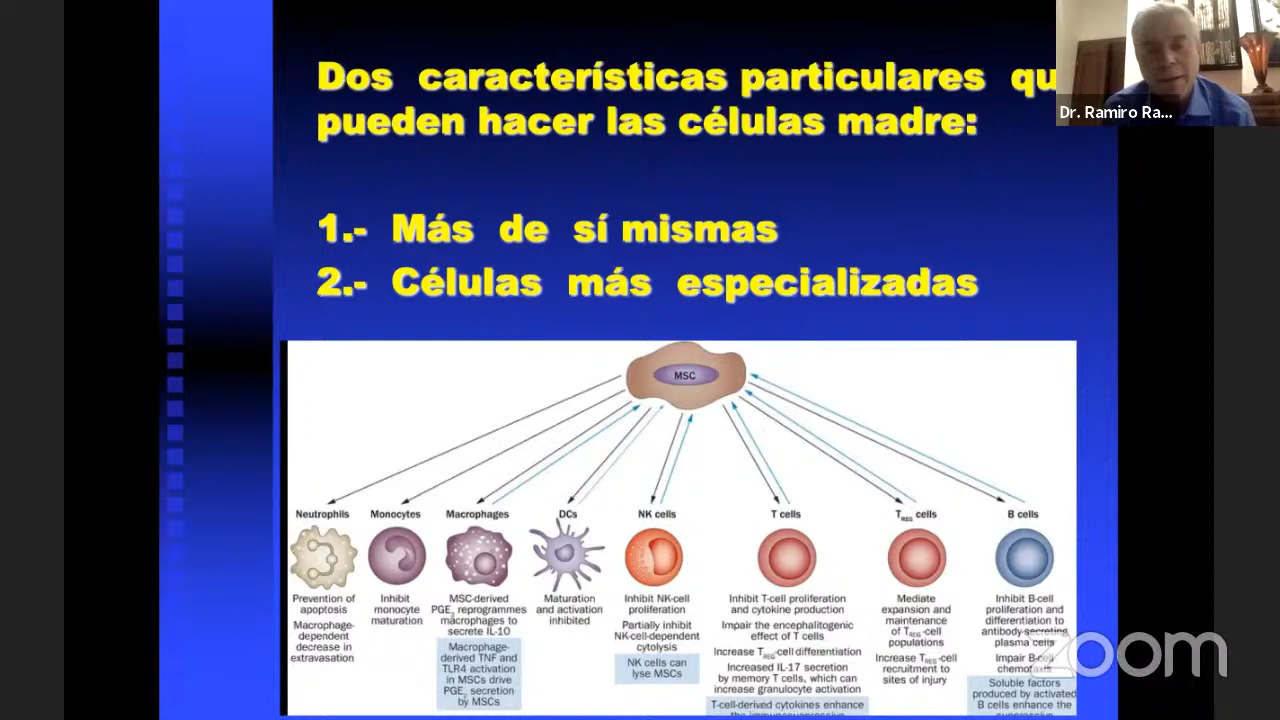 Dos características particulares qu
pueden hacer las células madre:
Dr. Ramiro Ra...
1.- Más de sí mismas
2.- Células más especializadas
MSC
Neutrophils
Prevention of
apoptosis
Macrophage-
dependent
decrease in
extravasation
Monocytes
Inhibit
monocyte
maturation
Macrophages
MSC-derived
PGE2 reprogrammes
macrophages to
secrete IL-10
Macrophage-
derived TNF and
TLR4 activation
in MSCs drive
PGE2 secretion
by MSCs
DCs
Maturation
and activation
inhibited
NK cells
Inhibit NK-cell
proliferation
Partially inhibit
NK-cell-dependent
cytolysis
NK cells can
lyse MSCs
T cells
Inhibit T-cell proliferation
and cytokine production
Impair the encephalitogenic
effect of T cells
Increase TREG-cell differentiation
Increased IL-17 secretion
by memory T cells, which can
increase granulocyte activation
T-cell-derived cytokines enhance
the immunosuppressive
TREG cells
Mediate
expansion and
maintenance
of TREG-cell
populations
Increase TREG-cell
recruitment to
sites of injury
B cells
Inhibit B-cell
proliferation and
differentiation to
antibody-secreting
plasma cells
Impair B-cell
chemotaxis
Soluble factors
produced by activated
B cells enhance the
suppressive
zoom